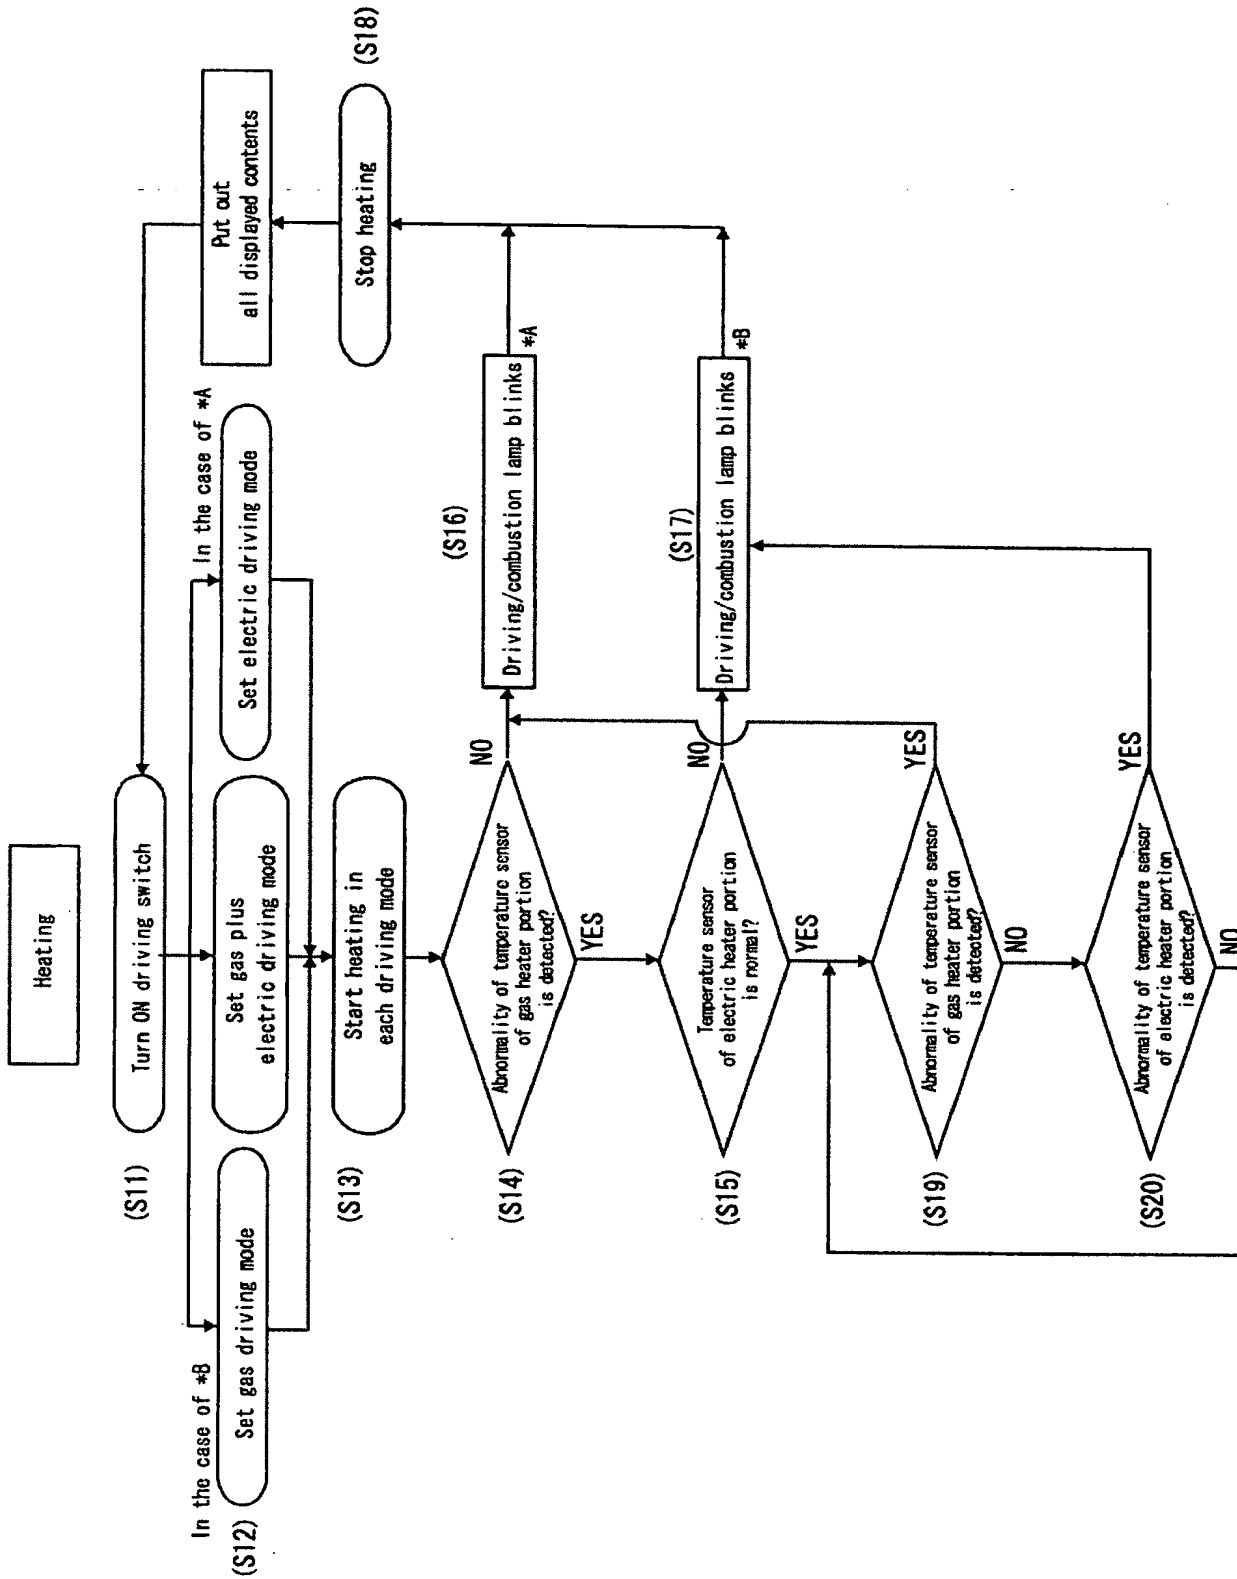 Heating
(S11)
Turn ON driving switch
In the case of *B
In the case of *A
(S12)
Set gas driving mode
Set gas plus
electric driving mode
Set electric driving mode
Put out
all displayed contents
(S13)
Start heating in
each driving mode
Stop heating
(S18)
(S14)
Abnormality of temperature sensor
of gas heater portion
is detected?
NO
YES
(S16)
Driving/combustion lamp blinks
*A
(S15)
Temperature sensor
of electric heater portion
is normal?
NO
YES
(S17)
Driving/combustion lamp blinks
*B
(S19)
Abnormality of temperature sensor
of gas heater portion
is detected?
YES
NO
(S20)
Abnormality of temperature sensor
of electric heater portion
is detected?
YES
NO